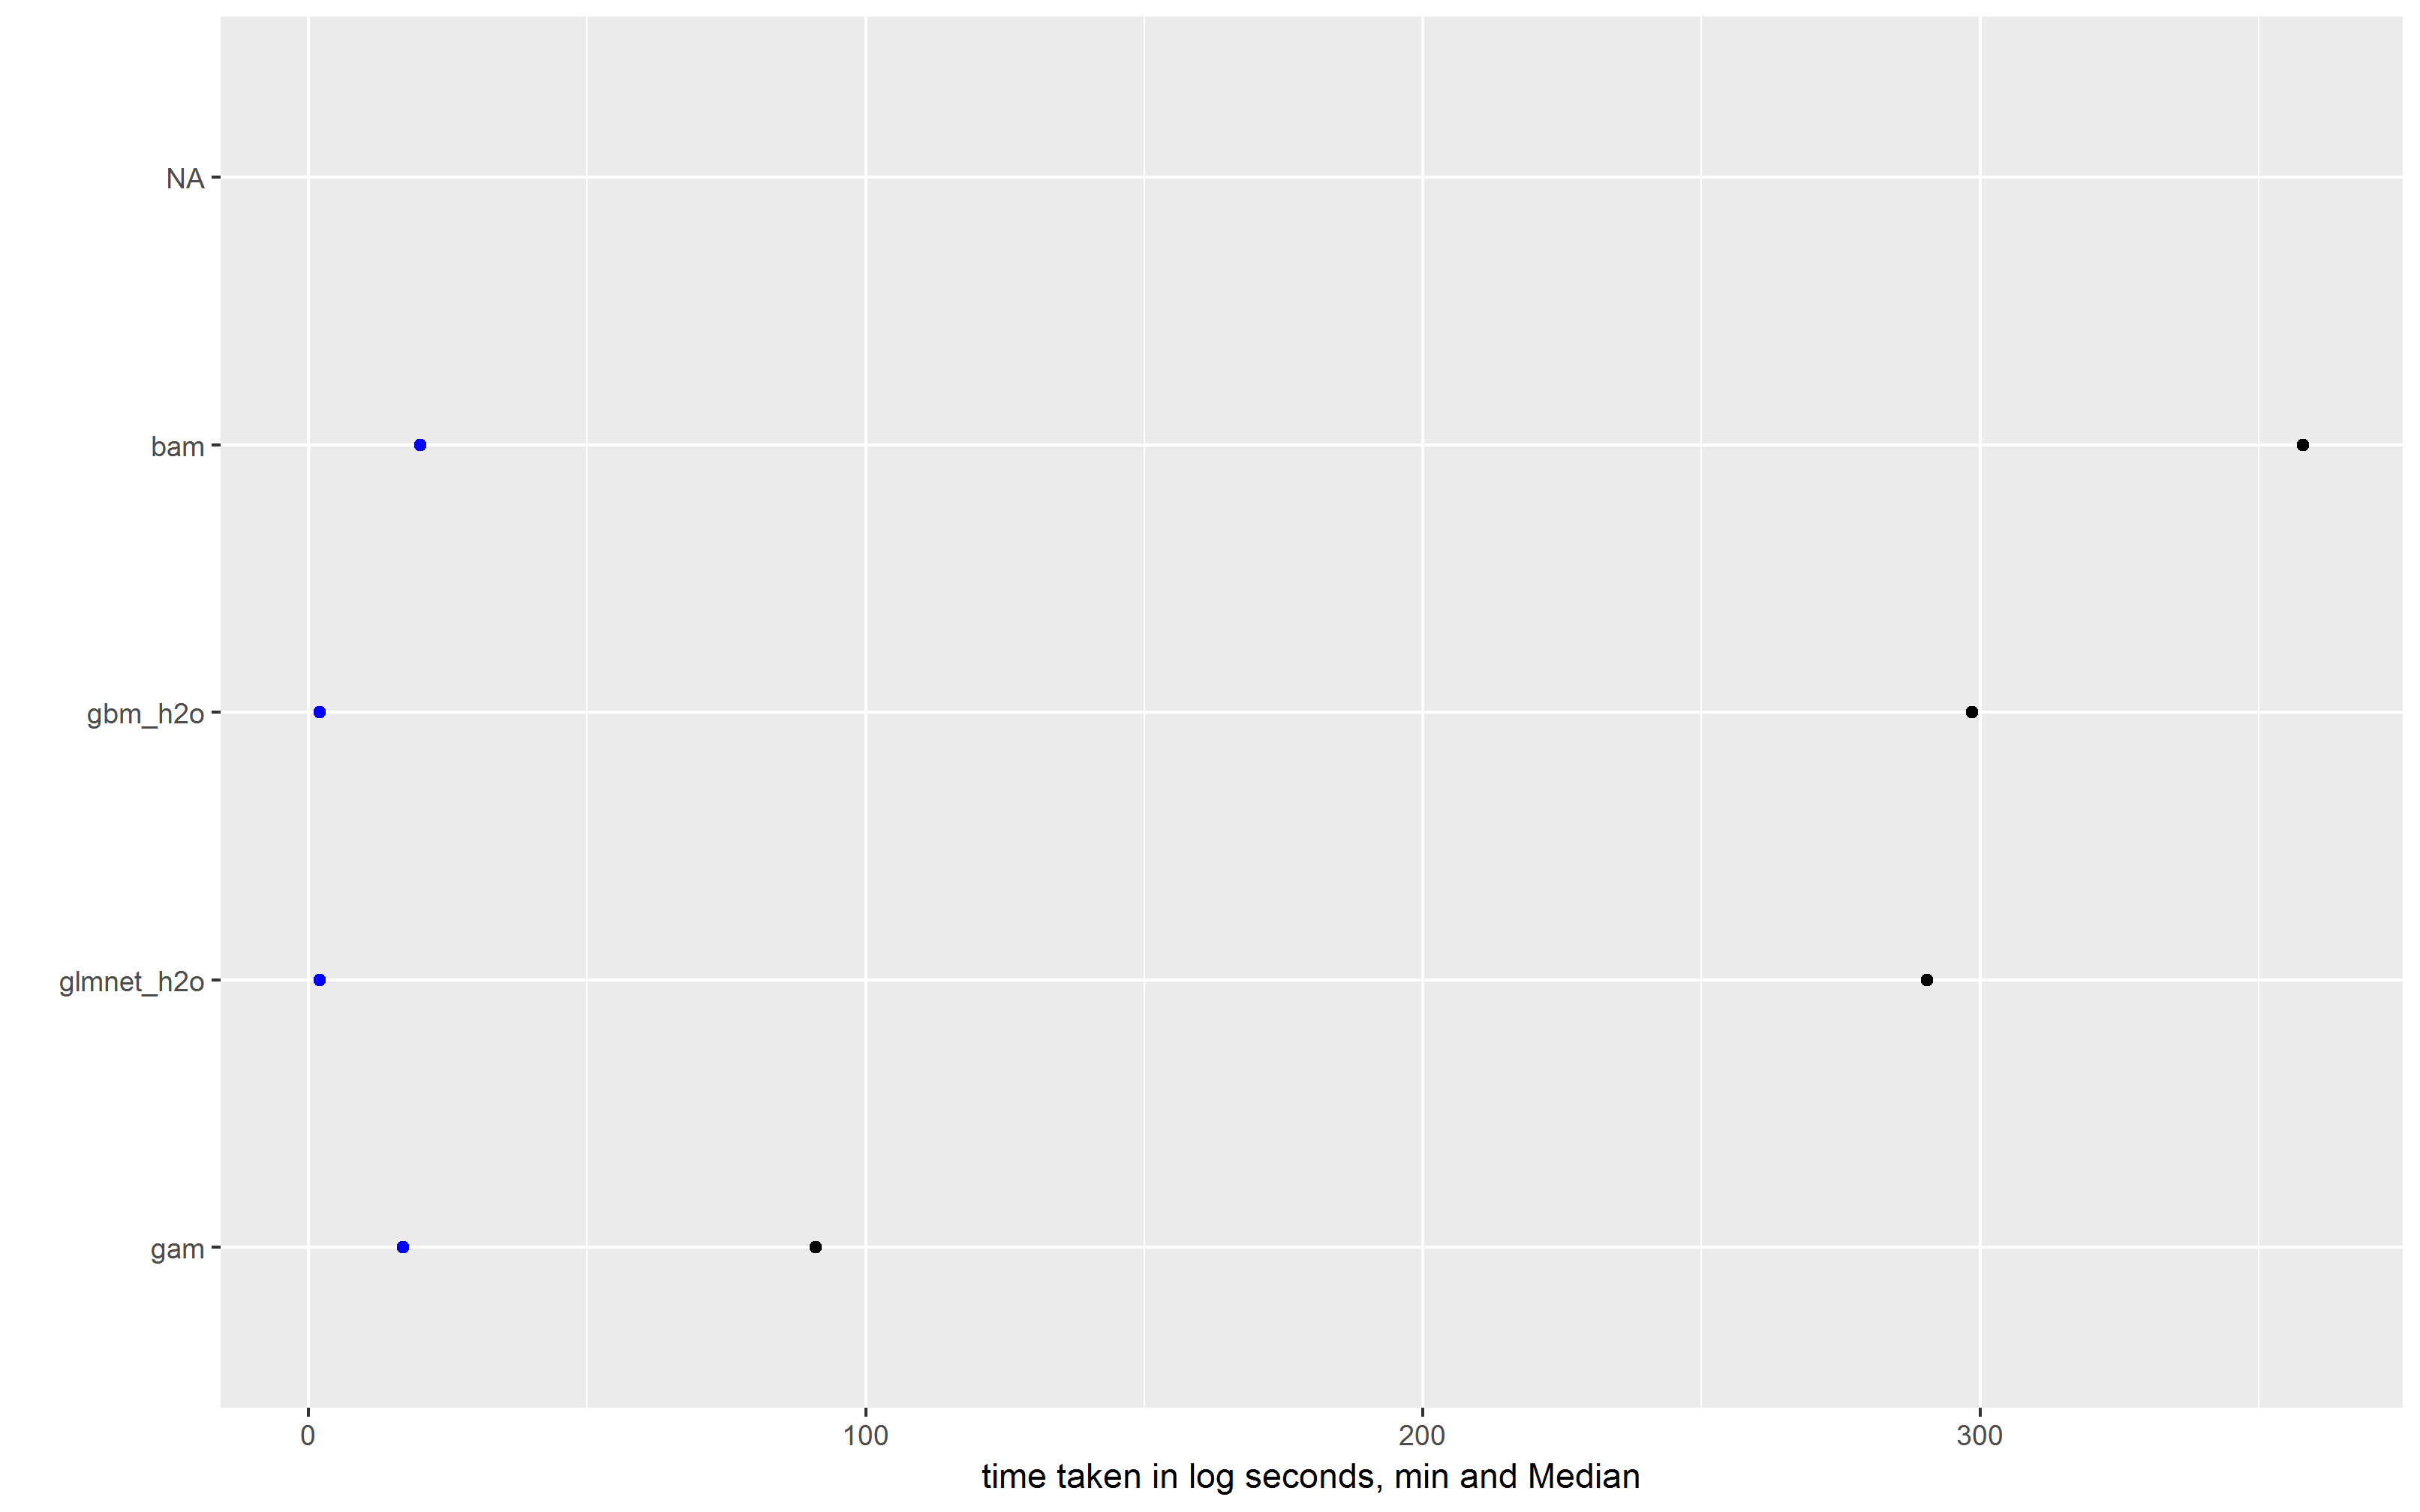 NA
bam
gbm_h2o
glmnet_h2o
gam
0 100 200 300
time taken in log seconds, min and Median